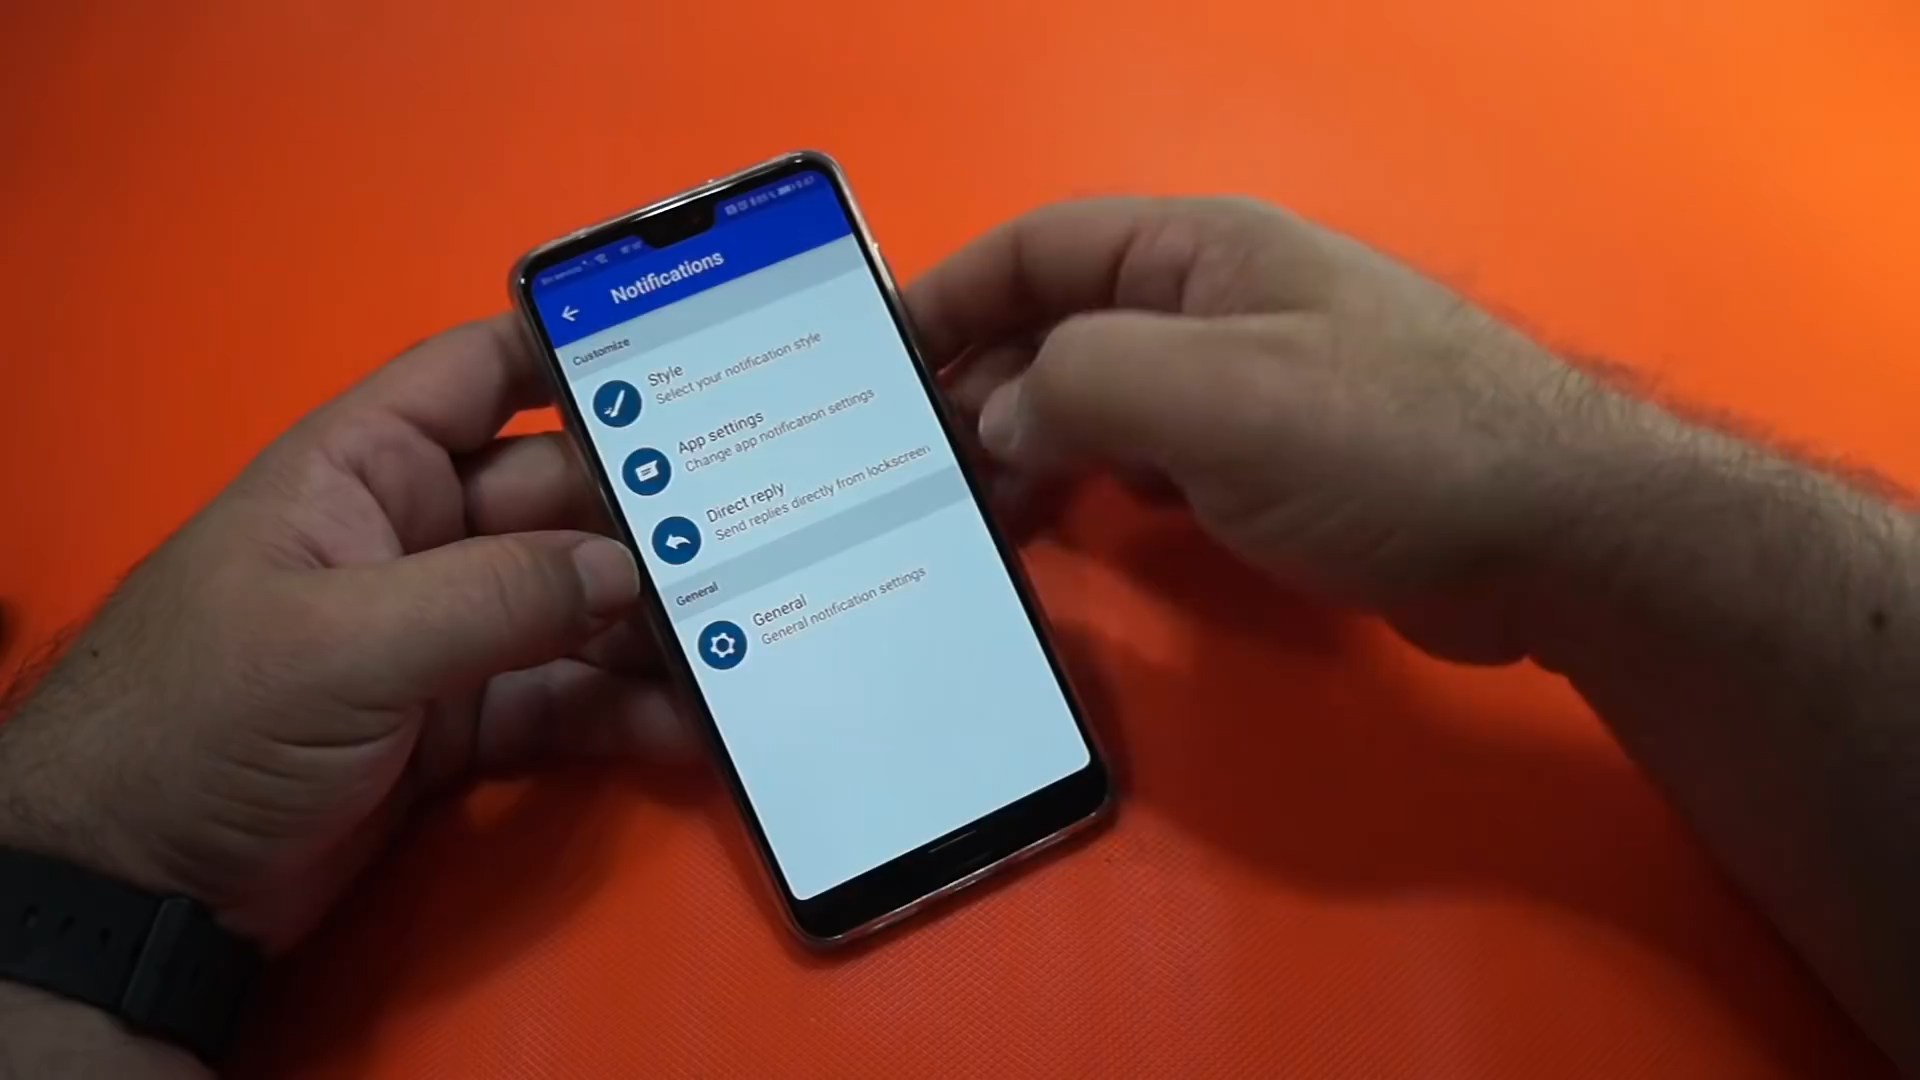 Notifications
Customize
Style
Select your notification style
App settings
Change app notification settings
Direct reply
Send replies directly from lockscreen
General
General
General notification settings